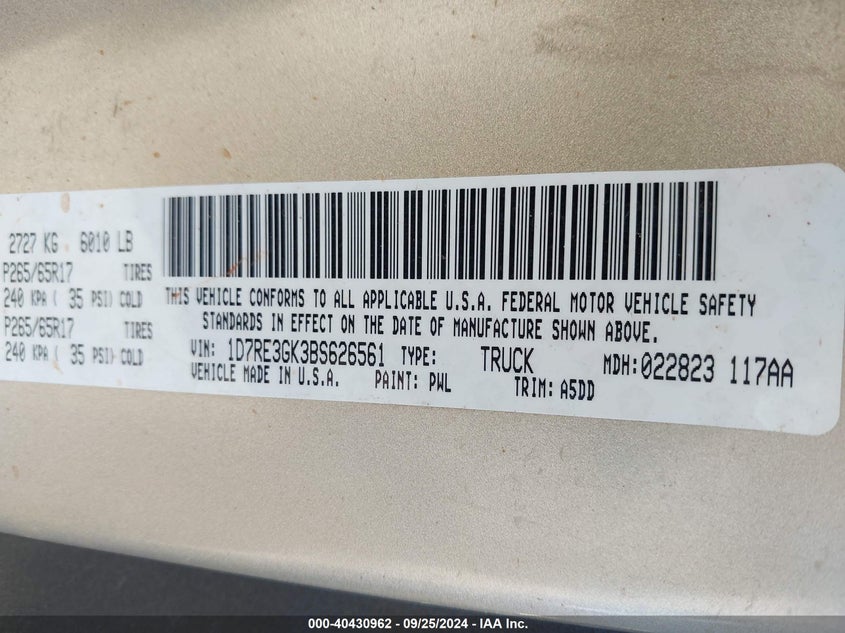 2727 KG 6010 LB
P265/65R17 TIRES
240 KPA ( 35 PSI) COLD
P265/65R17 TIRES
240 KPA ( 35 PSI) COLD
THIS VEHICLE CONFORMS TO ALL APPLICABLE U.S.A. FEDERAL MOTOR VEHICLE SAFETY
STANDARDS IN EFFECT ON THE DATE OF MANUFACTURE SHOWN ABOVE.
VIN: 1D7RE3GK3BS626561 TYPE: TRUCK MDH: 022823 117AA
VEHICLE MADE IN U.S.A. PAINT: PWL TRIM: A5DD
000-40430962 - 09/25/2024 - IAA Inc.